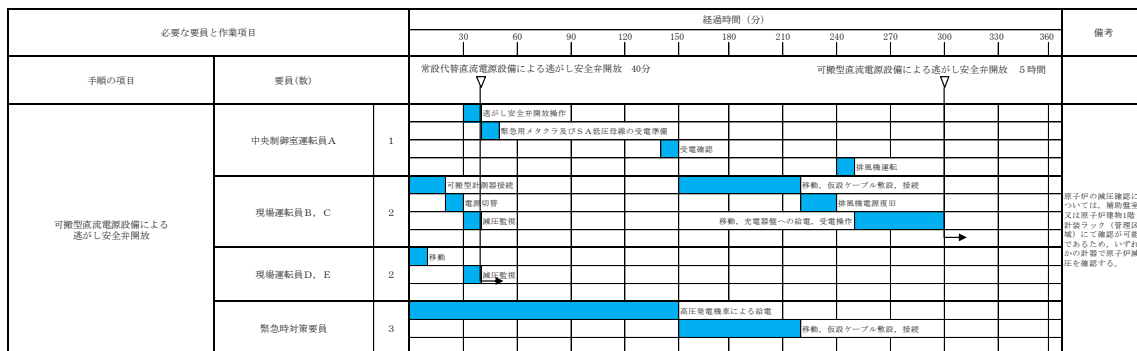 必要な要員と作業項目
経過時間（分）
備考
30 60 90 120 150 180 210 240 270 300 330 360
手順の項目
要員(数)
常設代替直流電源設備による逃がし安全弁開放　40分
可搬型直流電源設備による逃がし安全弁開放　５時間
可搬型直流電源設備による
逃がし安全弁開放
中央制御室運転員Ａ
1
逃がし安全弁開放操作
緊急用メタクラ及びＳＡ低圧母線の受電準備
受電確認
排風機運転
現場運転員Ｂ，Ｃ
2
可搬型計測器接続
移動，仮設ケーブル敷設，接続
電源切替
排風機電源復旧
減圧監視
移動，充電器盤への給電，受電操作
現場運転員Ｄ，Ｅ
2
移動
減圧監視
緊急時対策要員
3
高圧発電機車による給電
移動，仮設ケーブル敷設，接続
原子炉の減圧確認に
ついては，補助盤室
又は原子炉建物1階
計装ラック（管理区
域）にて確認が可能
であるため，いずれ
かの計器で原子炉減
圧を確認する。